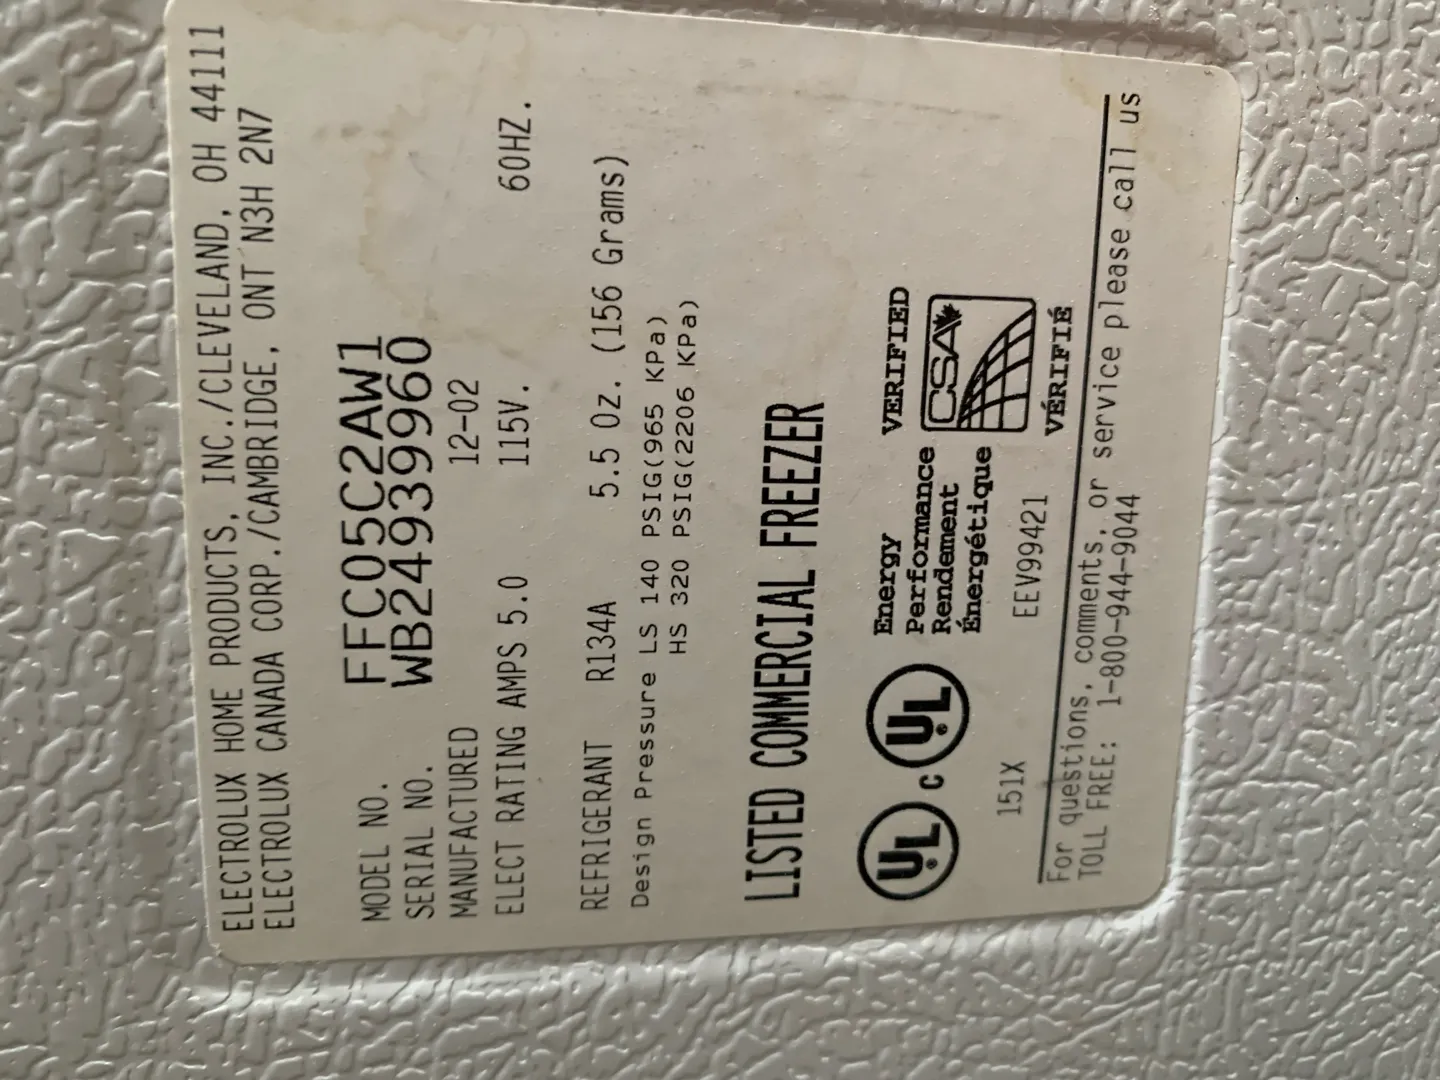 ELECTROLUX HOME PRODUCTS, INC./CLEVELAND, OH 44111
ELECTROLUX CANADA CORP./CAMBRIDGE, ONT N3H 2N7
MODEL NO. FFC05C2AW1
SERIAL NO. WB24939960
MANUFACTURED 12-02
ELECT RATING AMPS 5.0 115V. 60HZ.
REFRIGERANT R134A 5.5 Oz. (156 Grams)
Design Pressure LS 140 PSIG(965 KPa)
HS 320 PSIG(2206 KPa)
LISTED COMMERCIAL FREEZER
UL c UL
151X
Energy
Performance
Rendement
Énergétique
EEV99421
VERIFIED
CSA
VÉRIFIÉ
For questions, comments, or service please call us
TOLL FREE: 1-800-944-9044